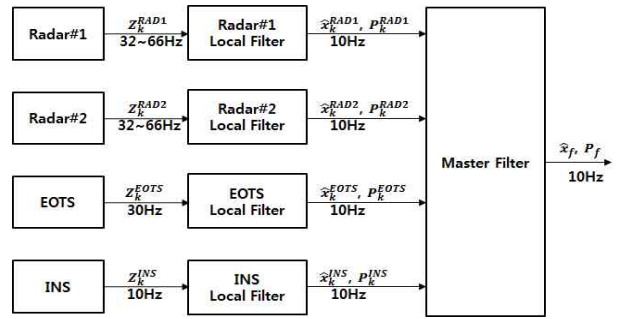 Radar#1
Z_k^{RAD1}
32~66Hz
Radar#1
Local Filter
x̂_k^{RAD1}, P_k^{RAD1}
10Hz
Radar#2
Z_k^{RAD2}
32~66Hz
Radar#2
Local Filter
x̂_k^{RAD2}, P_k^{RAD2}
10Hz
EOTS
Z_k^{EOTS}
30Hz
EOTS
Local Filter
x̂_k^{EOTS}, P_k^{EOTS}
10Hz
INS
Z_k^{INS}
10Hz
INS
Local Filter
x̂_k^{INS}, P_k^{INS}
10Hz
Master Filter
x̂_f, P_f
10Hz